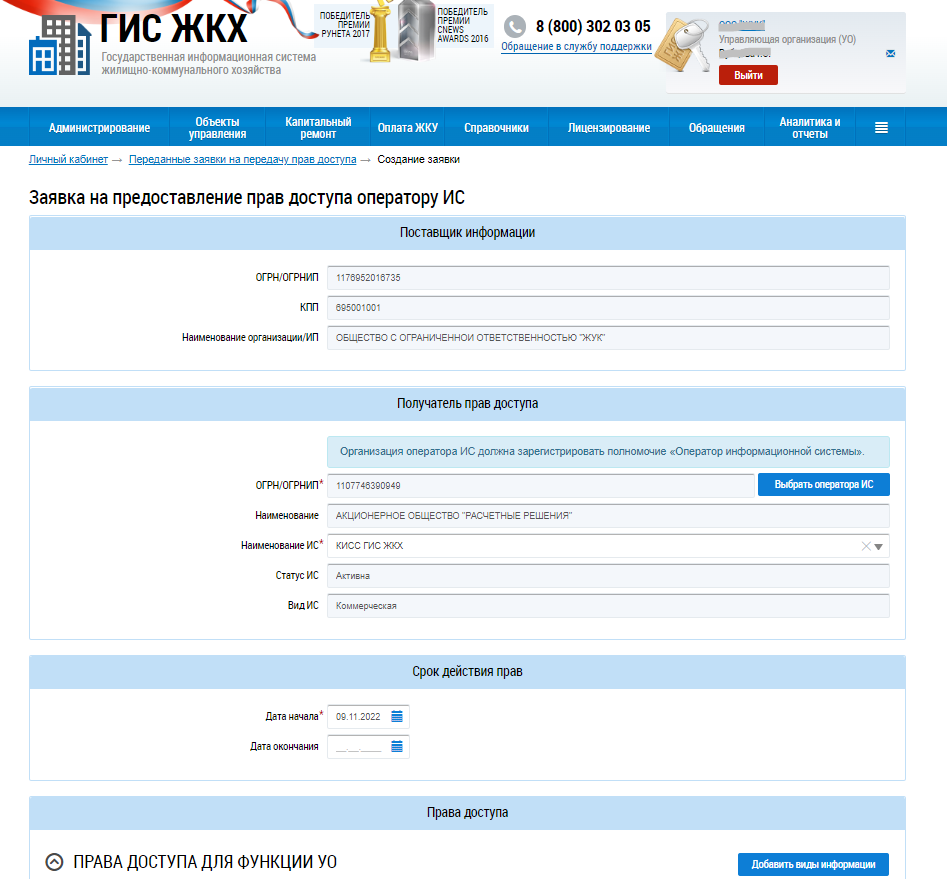 ГИС ЖКХ
Государственная информационная система
жилищно-коммунального хозяйства
ПОБЕДИТЕЛЬ
ПРЕМИИ
РУНЕТА 2017
ПОБЕДИТЕЛЬ
ПРЕМИИ
CNEWS
AWARDS 2016
8 (800) 302 03 05
Обращение в службу поддержки
Управляющая организация (УО)
Выйти
Администрирование
Объекты
управления
Капитальный
ремонт
Оплата ЖКУ
Справочники
Лицензирование
Обращения
Аналитика и
отчеты
Личный кабинет → Переданные заявки на передачу прав доступа → Создание заявки
Заявка на предоставление прав доступа оператору ИС
Поставщик информации
ОГРН/ОГРНИП 1176952016735
КПП 695001001
Наименование организации/ИП ОБЩЕСТВО С ОГРАНИЧЕННОЙ ОТВЕТСТВЕННОСТЬЮ "ЖУК"
Получатель прав доступа
Организация оператора ИС должна зарегистрировать полномочие «Оператор информационной системы».
ОГРН/ОГРНИП* 1107746390949 Выбрать оператора ИС
Наименование АКЦИОНЕРНОЕ ОБЩЕСТВО "РАСЧЕТНЫЕ РЕШЕНИЯ"
Наименование ИС* КИСС ГИС ЖКХ
Статус ИС Активна
Вид ИС Коммерческая
Срок действия прав
Дата начала* 09.11.2022
Дата окончания __.__.____
Права доступа
ПРАВА ДОСТУПА ДЛЯ ФУНКЦИИ УО Добавить виды информации